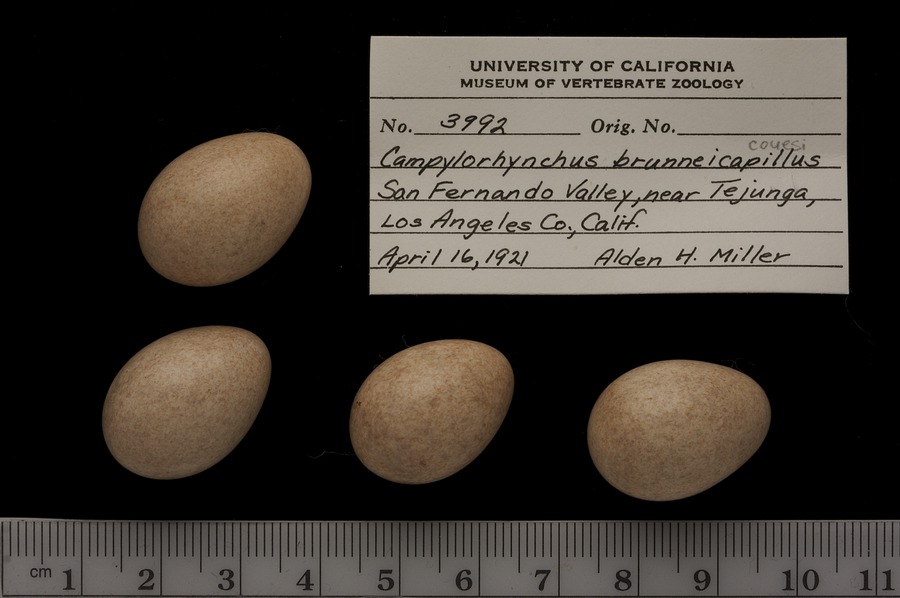 UNIVERSITY OF CALIFORNIA
MUSEUM OF VERTEBRATE ZOOLOGY
No. 3992 Orig. No.
couesi
Campylorhynchus brunneicapillus
San Fernando Valley, near Tejunga,
Los Angeles Co., Calif.
April 16, 1921 Alden H. Miller
cm 1 2 3 4 5 6 7 8 9 10 11